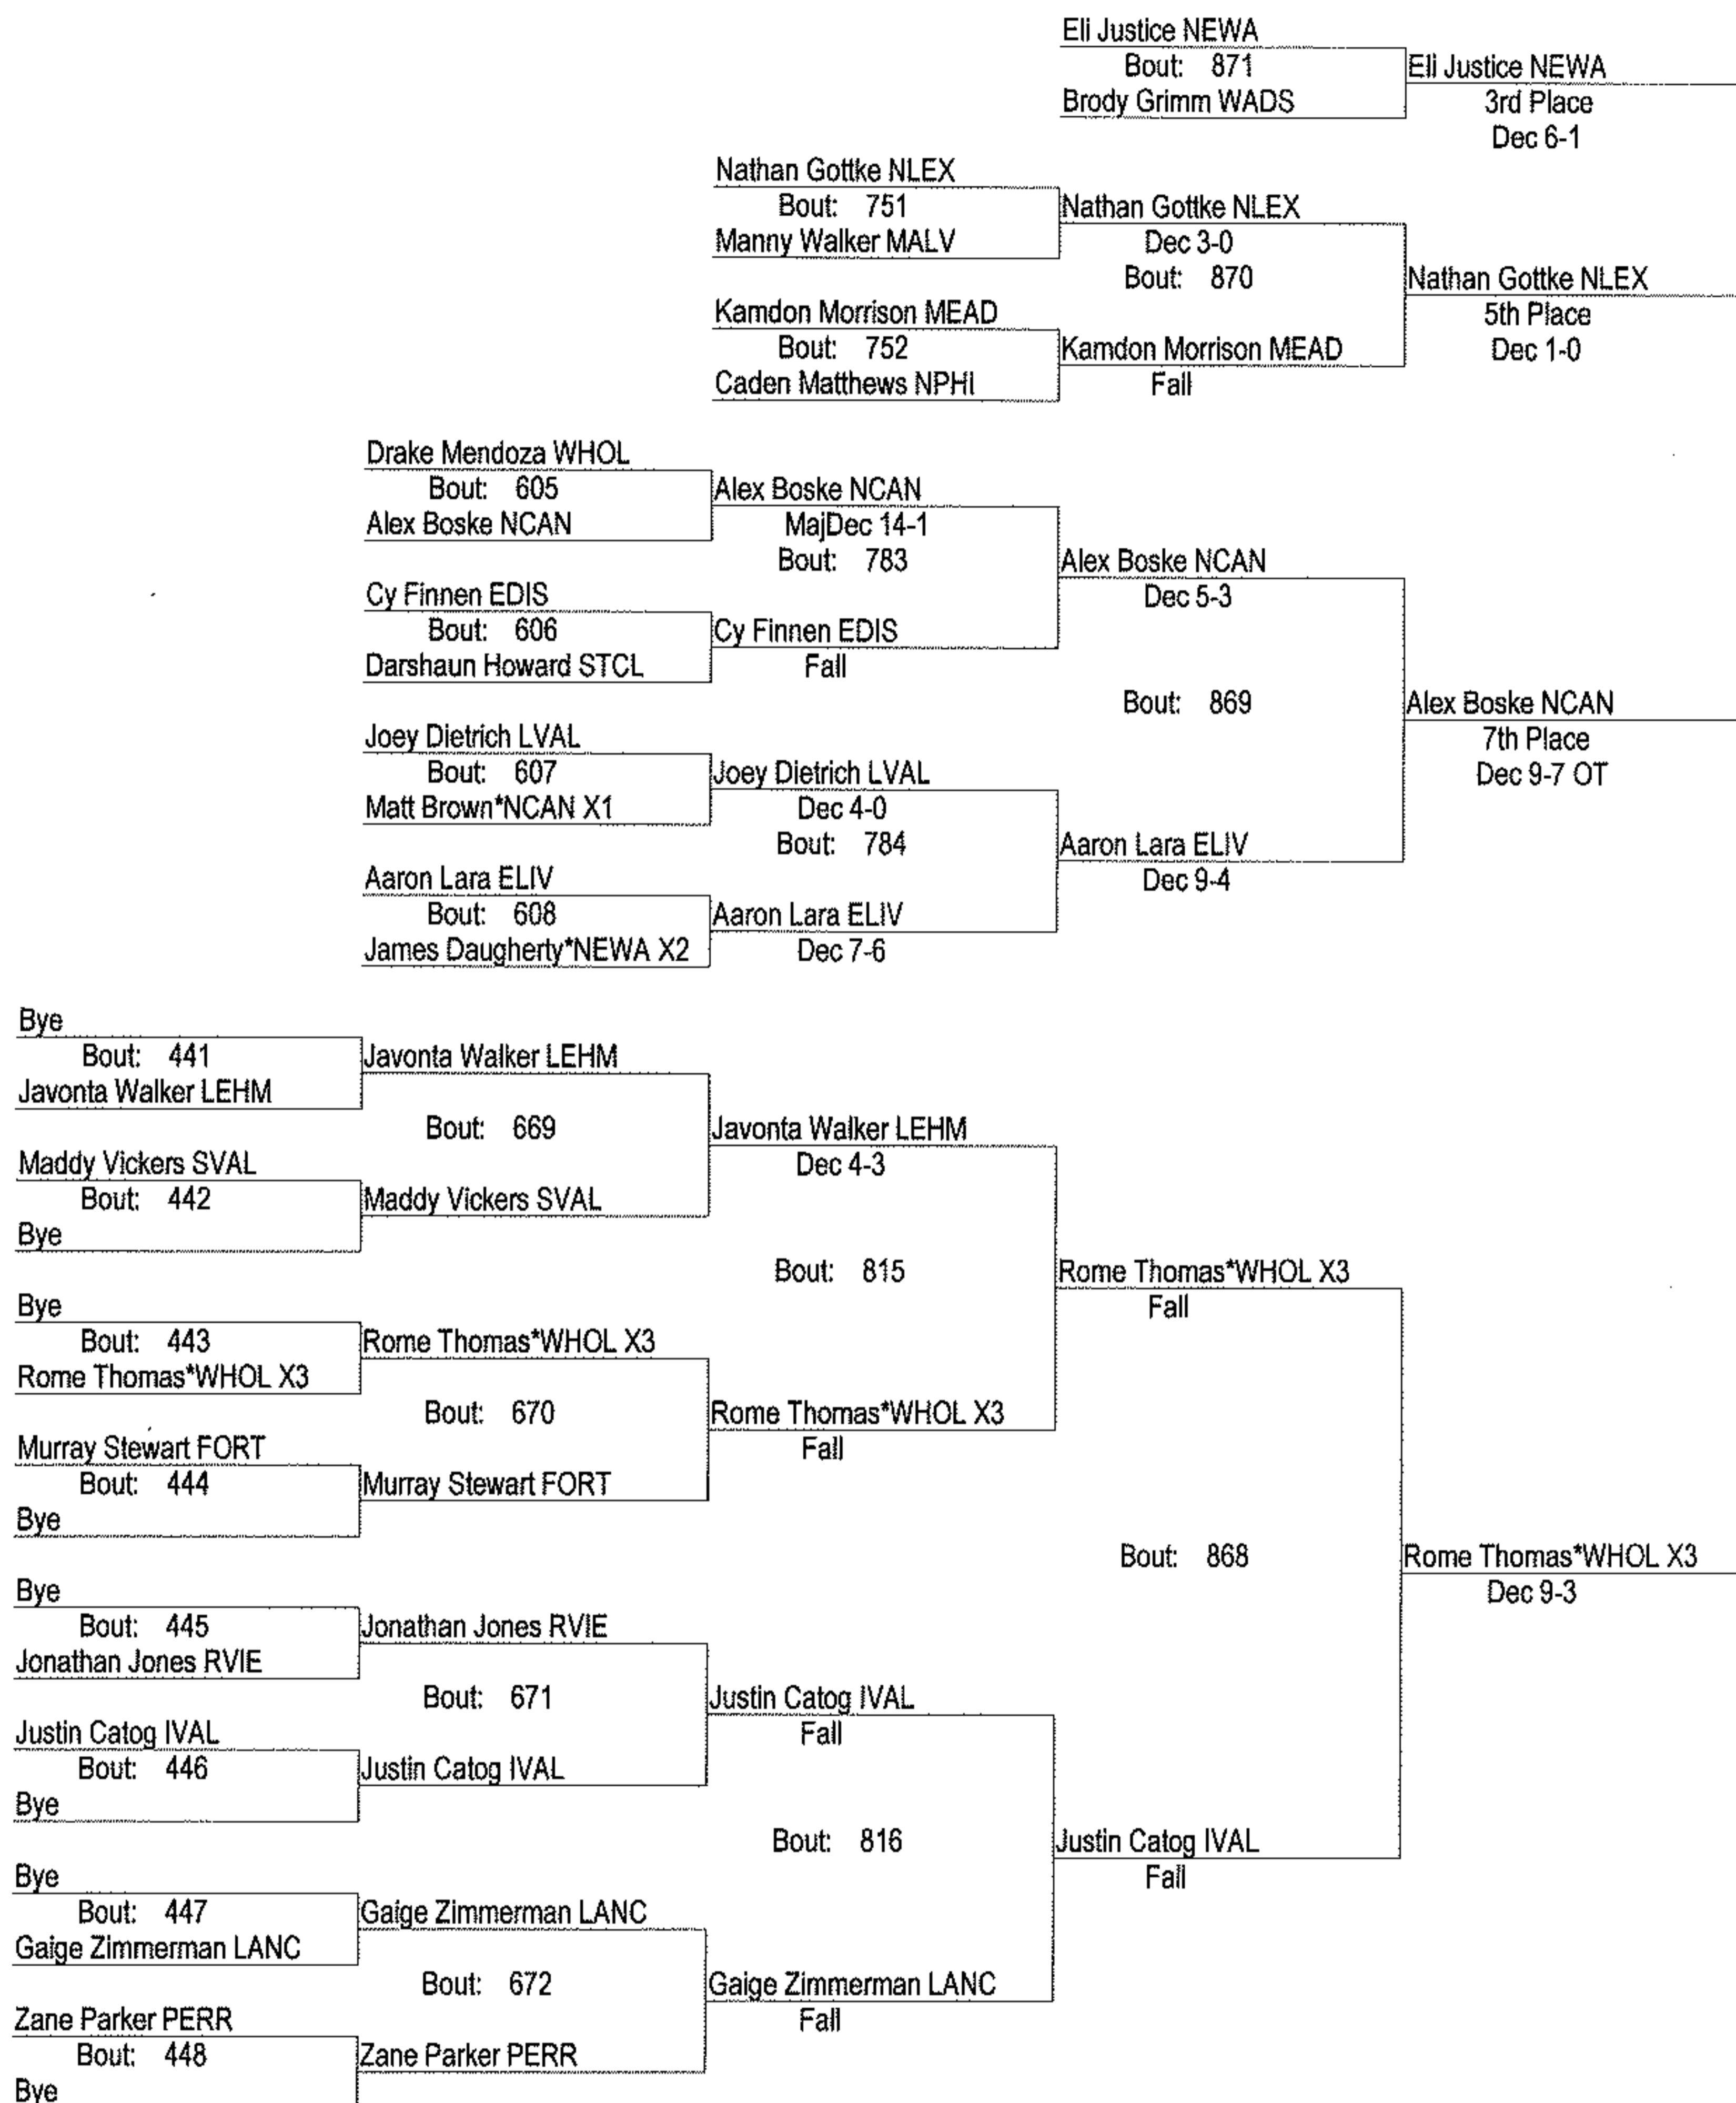 Eli Justice NEWA
Bout: 871
Brody Grimm WADS
Eli Justice NEWA
3rd Place
Dec 6-1
Nathan Gottke NLEX
Bout: 751
Manny Walker MALV
Nathan Gottke NLEX
Dec 3-0
Bout: 870
Nathan Gottke NLEX
5th Place
Dec 1-0
Kamdon Morrison MEAD
Bout: 752
Caden Matthews NPHI
Kamdon Morrison MEAD
Fall
Drake Mendoza WHOL
Bout: 605
Alex Boske NCAN
Alex Boske NCAN
MajDec 14-1
Bout: 783
Alex Boske NCAN
Dec 5-3
Cy Finnen EDIS
Bout: 606
Darshaun Howard STCL
Cy Finnen EDIS
Fall
Bout: 869
Alex Boske NCAN
7th Place
Dec 9-7 OT
Joey Dietrich LVAL
Bout: 607
Matt Brown*NCAN X1
Joey Dietrich LVAL
Dec 4-0
Bout: 784
Aaron Lara ELIV
Dec 9-4
Aaron Lara ELIV
Bout: 608
James Daugherty*NEWA X2
Aaron Lara ELIV
Dec 7-6
Bye
Bout: 441
Javonta Walker LEHM
Javonta Walker LEHM
Bout: 669
Javonta Walker LEHM
Dec 4-3
Maddy Vickers SVAL
Bout: 442
Bye
Maddy Vickers SVAL
Bout: 815
Rome Thomas*WHOL X3
Fall
Bye
Bout: 443
Rome Thomas*WHOL X3
Rome Thomas*WHOL X3
Bout: 670
Rome Thomas*WHOL X3
Fall
Murray Stewart FORT
Bout: 444
Bye
Murray Stewart FORT
Bout: 868
Rome Thomas*WHOL X3
Dec 9-3
Bye
Bout: 445
Jonathan Jones RVIE
Jonathan Jones RVIE
Bout: 671
Justin Catog IVAL
Fall
Justin Catog IVAL
Bout: 446
Bye
Justin Catog IVAL
Bout: 816
Justin Catog IVAL
Fall
Bye
Bout: 447
Gaige Zimmerman LANC
Gaige Zimmerman LANC
Bout: 672
Gaige Zimmerman LANC
Fall
Zane Parker PERR
Bout: 448
Bye
Zane Parker PERR